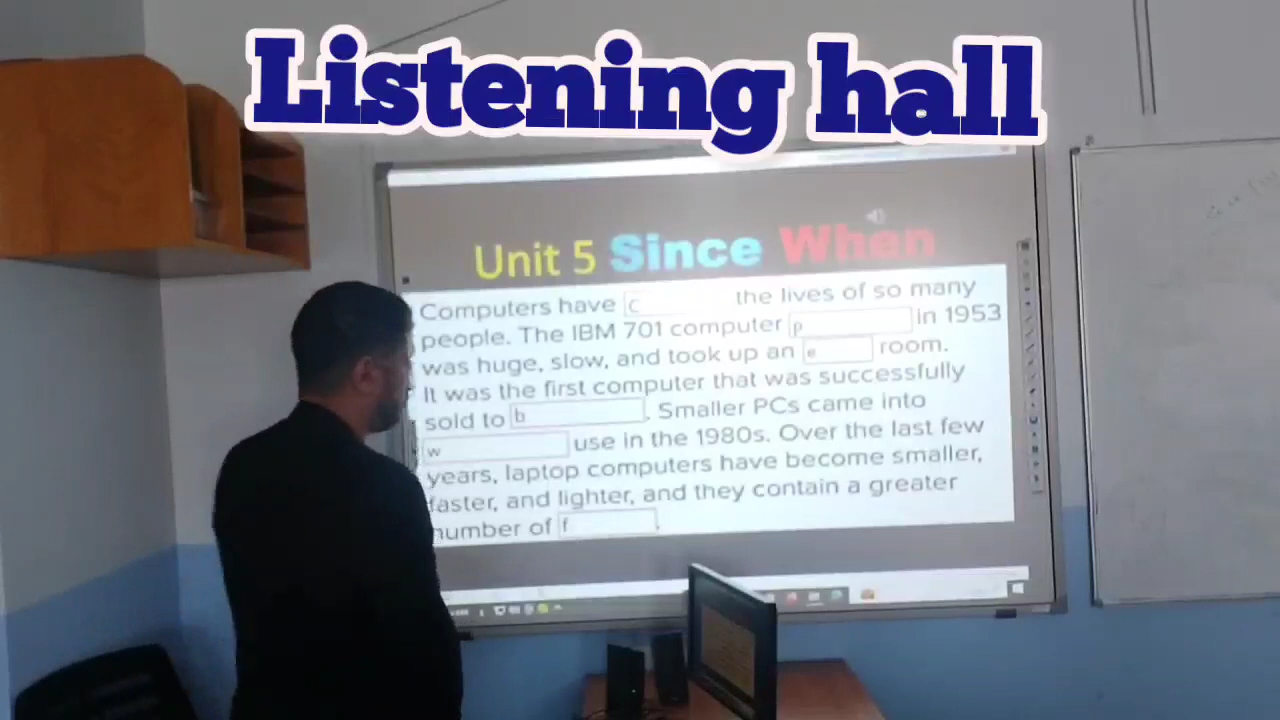 Listening hall
Unit 5 Since When
Computers have c the lives of so many
people. The IBM 701 computer p in 1953
was huge, slow, and took up an e room.
It was the first computer that was successfully
sold to b. Smaller PCs came into
w use in the 1980s. Over the last few
years, laptop computers have become smaller,
faster, and lighter, and they contain a greater
number of f.